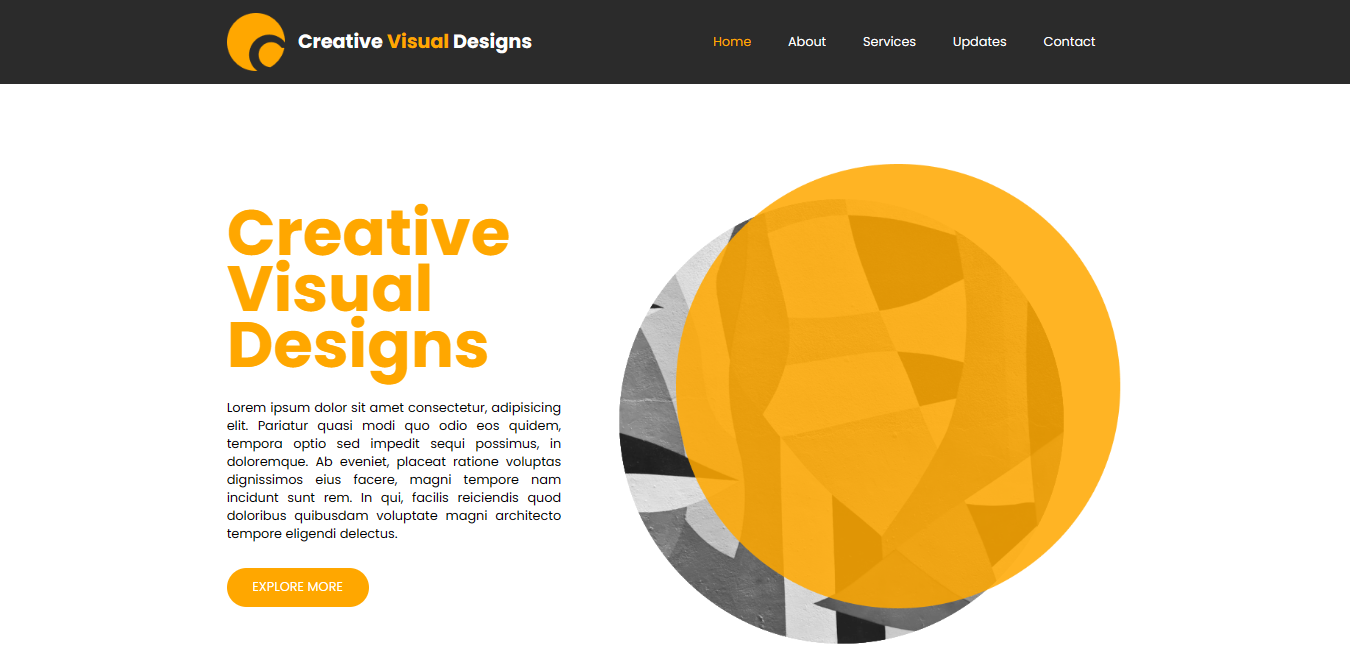 Creative Visual Designs
Home
About
Services
Updates
Contact
Creative
Visual
Designs
Lorem ipsum dolor sit amet consectetur, adipisicing
elit. Pariatur quasi modi quo odio eos quidem,
tempora optio sed impedit sequi possimus, in
doloremque. Ab eveniet, placeat ratione voluptas
dignissimos eius facere, magni tempore nam
incidunt sunt rem. In qui, facilis reiciendis quod
doloribus quibusdam voluptate magni architecto
tempore eligendi delectus.
EXPLORE MORE